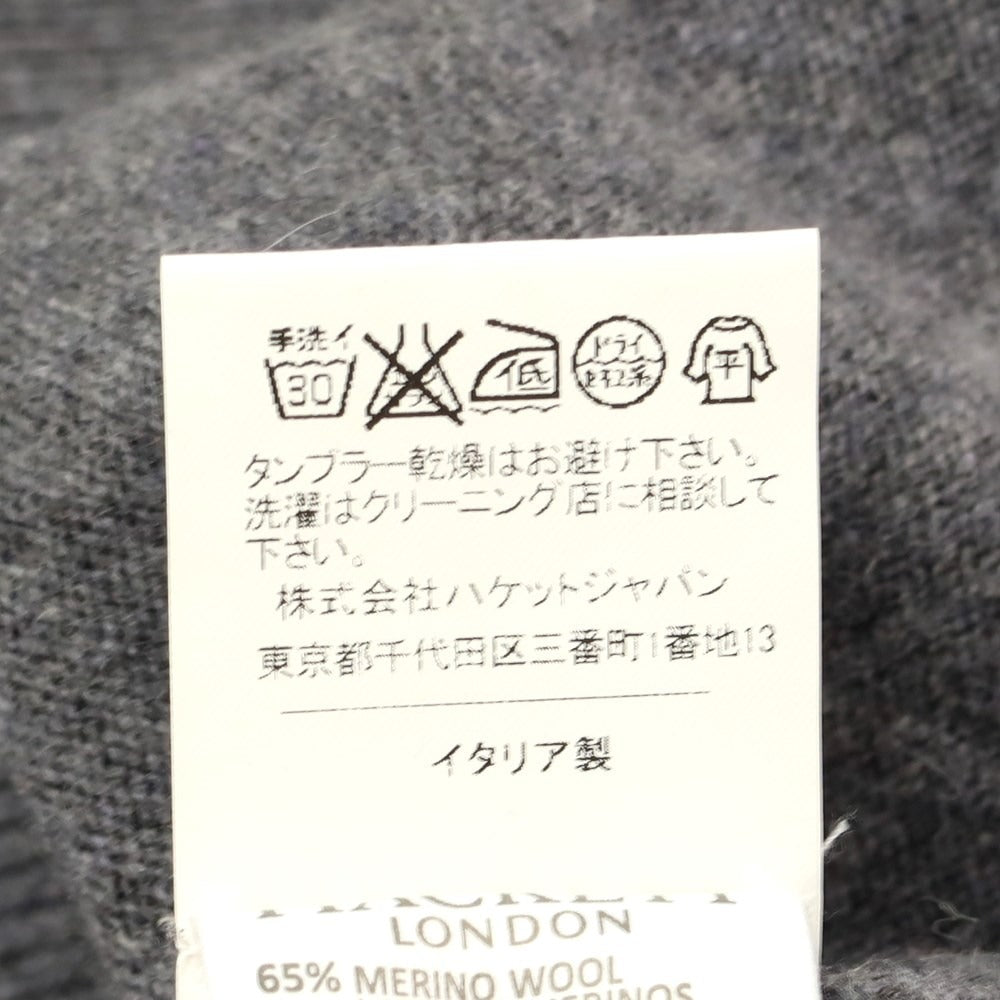 手洗イ
30
低
ドライ
平
タンブラー乾燥はお避け下さい。
洗濯はクリーニング店に相談して
下さい。
株式会社ハケットジャパン
東京都千代田区三番町1番地13
イタリア製
HACKETT
LONDON
65% MERINO WOOL